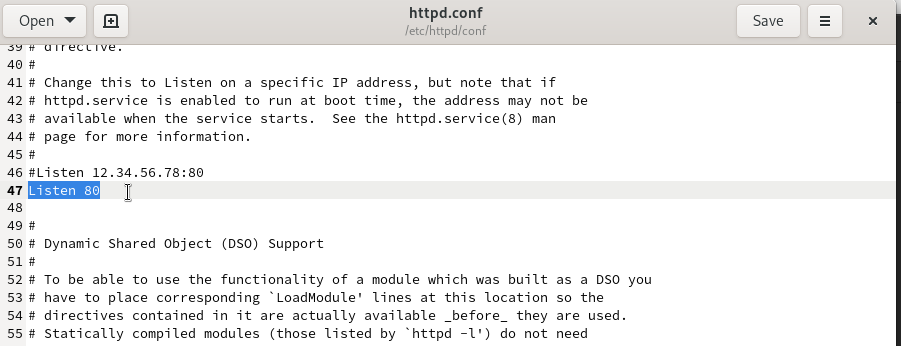 Open
httpd.conf
/etc/httpd/conf
Save
39 # directive.
40 #
41 # Change this to Listen on a specific IP address, but note that if
42 # httpd.service is enabled to run at boot time, the address may not be
43 # available when the service starts.  See the httpd.service(8) man
44 # page for more information.
45 #
46 #Listen 12.34.56.78:80
47 Listen 80
48
49 #
50 # Dynamic Shared Object (DSO) Support
51 #
52 # To be able to use the functionality of a module which was built as a DSO you
53 # have to place corresponding `LoadModule' lines at this location so the
54 # directives contained in it are actually available _before_ they are used.
55 # Statically compiled modules (those listed by `httpd -l') do not need